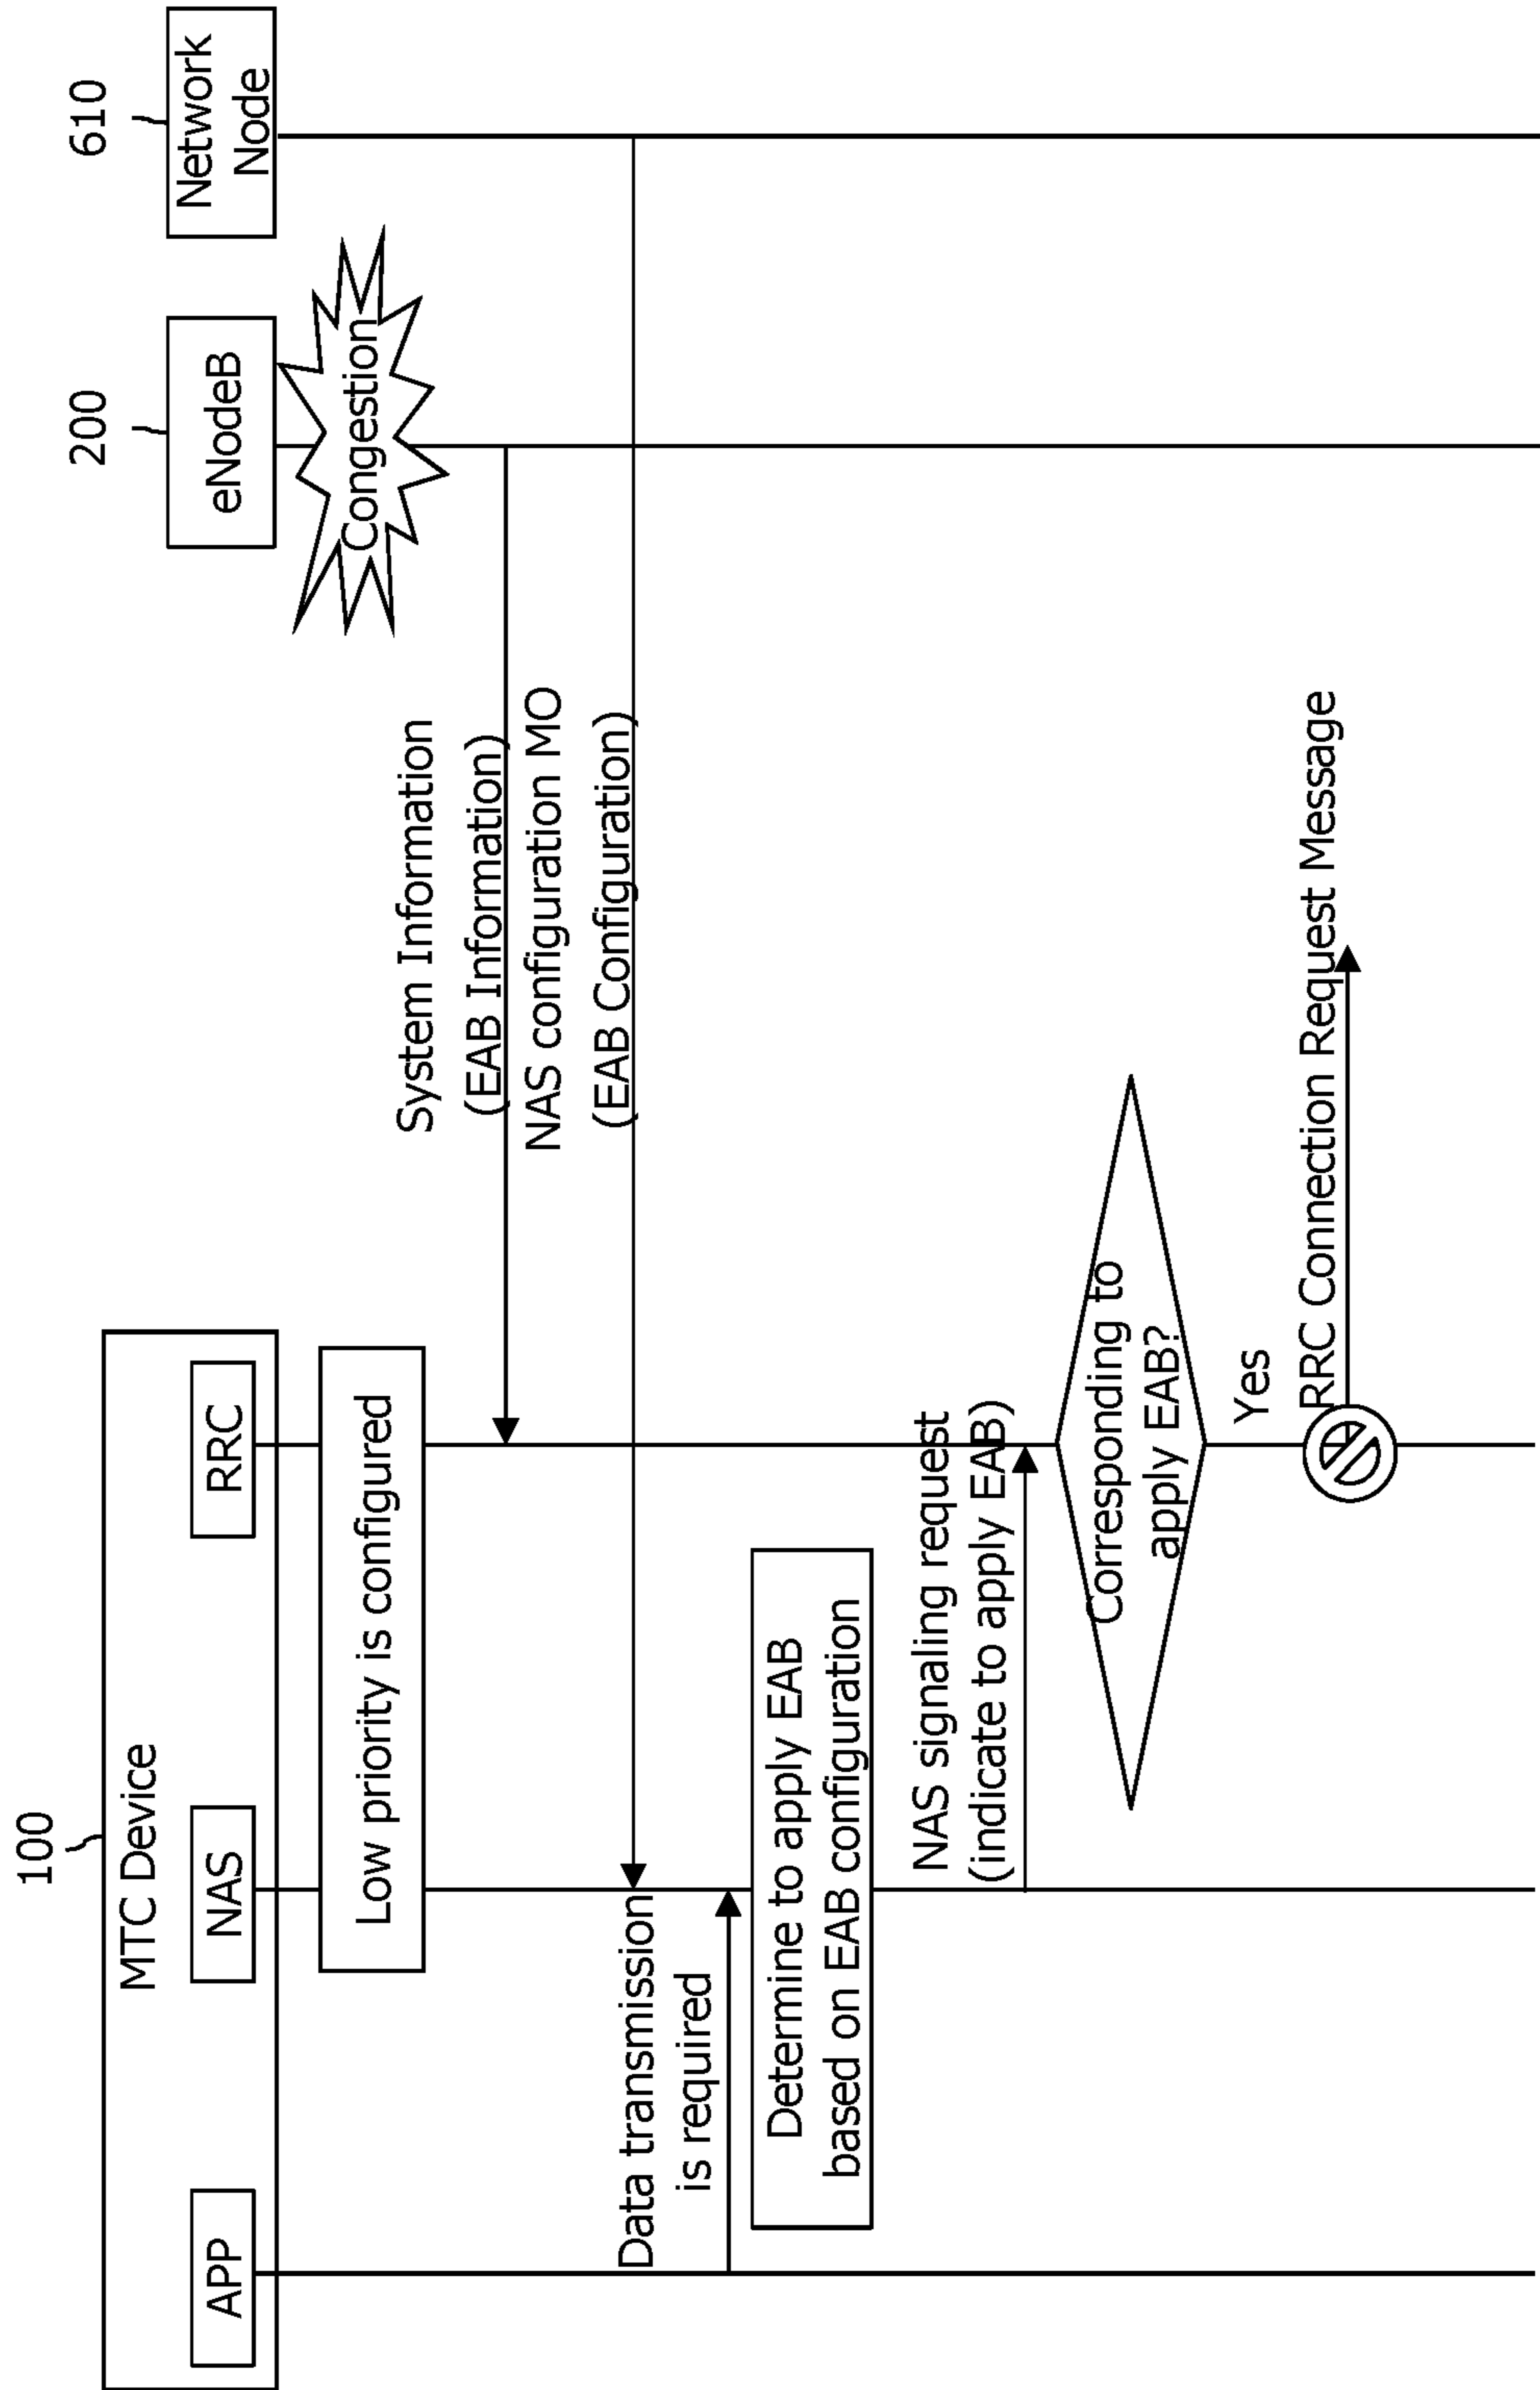 100
200
610
MTC Device
APP
NAS
RRC
eNodeB
Network
Node
Low priority is configured
Congestion
System Information
(EAB Information)
NAS configuration MO
(EAB Configuration)
Data transmission
is required
Determine to apply EAB
based on EAB configuration
NAS signaling request
(indicate to apply EAB)
Corresponding to
apply EAB?
Yes
RRC Connection Request Message